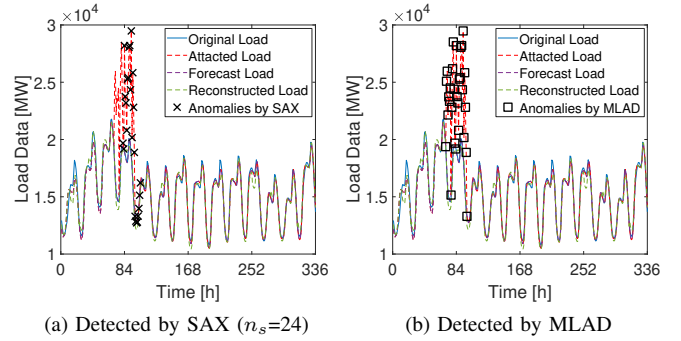 3 ×10⁴
2.5
2
1.5
1
0 84 168 252 336
Load Data [MW]
Time [h]
Original Load
Attacted Load
Forecast Load
Reconstructed Load
Anomalies by SAX
(a) Detected by SAX (nₛ=24)
3 ×10⁴
2.5
2
1.5
1
0 84 168 252 336
Load Data [MW]
Time [h]
Original Load
Attacted Load
Forecast Load
Reconstructed Load
Anomalies by MLAD
(b) Detected by MLAD